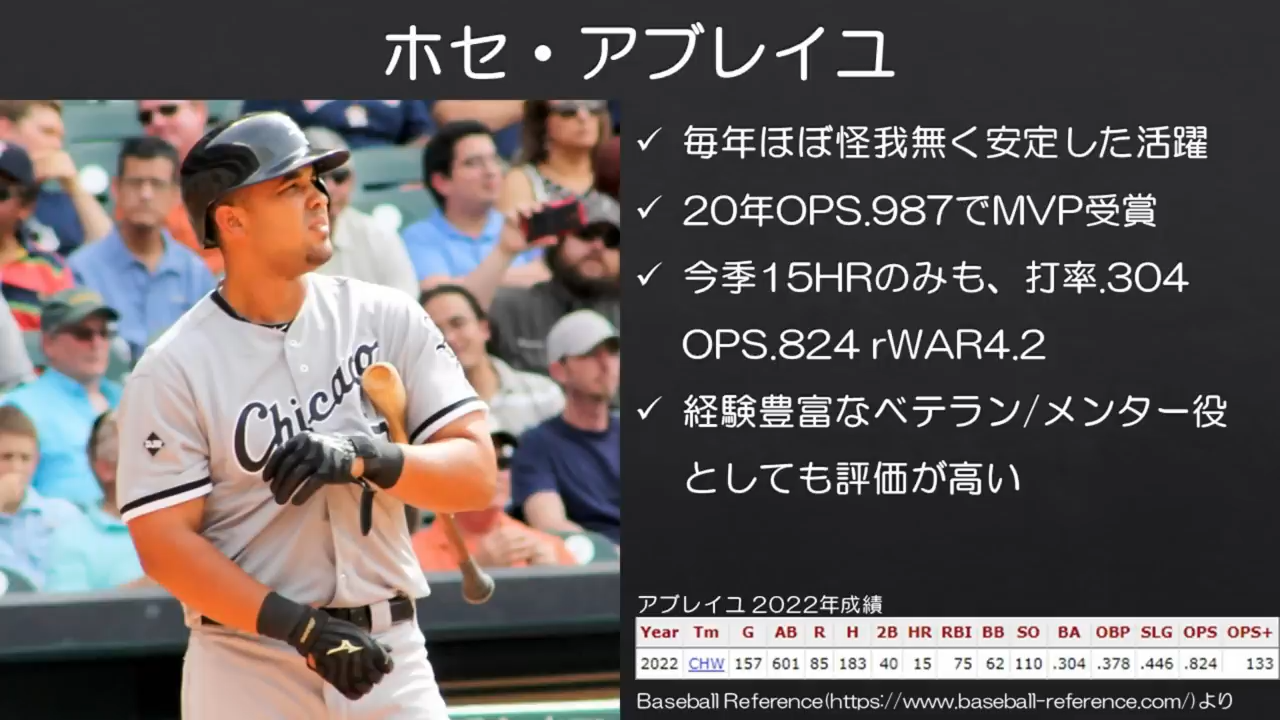 ホセ・アブレイユ
✓ 毎年ほぼ怪我無く安定した活躍
✓ 20年OPS.987でMVP受賞
✓ 今季15HRのみも、打率.304
OPS.824 rWAR4.2
✓ 経験豊富なベテラン/メンター役
としても評価が高い
Chicago
7
アブレイユ 2022年成績
Year Tm G AB R H 2B HR RBI BB SO BA OBP SLG OPS OPS+
2022 CHW 157 601 85 183 40 15 75 62 110 .304 .378 .446 .824 133
Baseball Reference(https://www.baseball-reference.com/)より